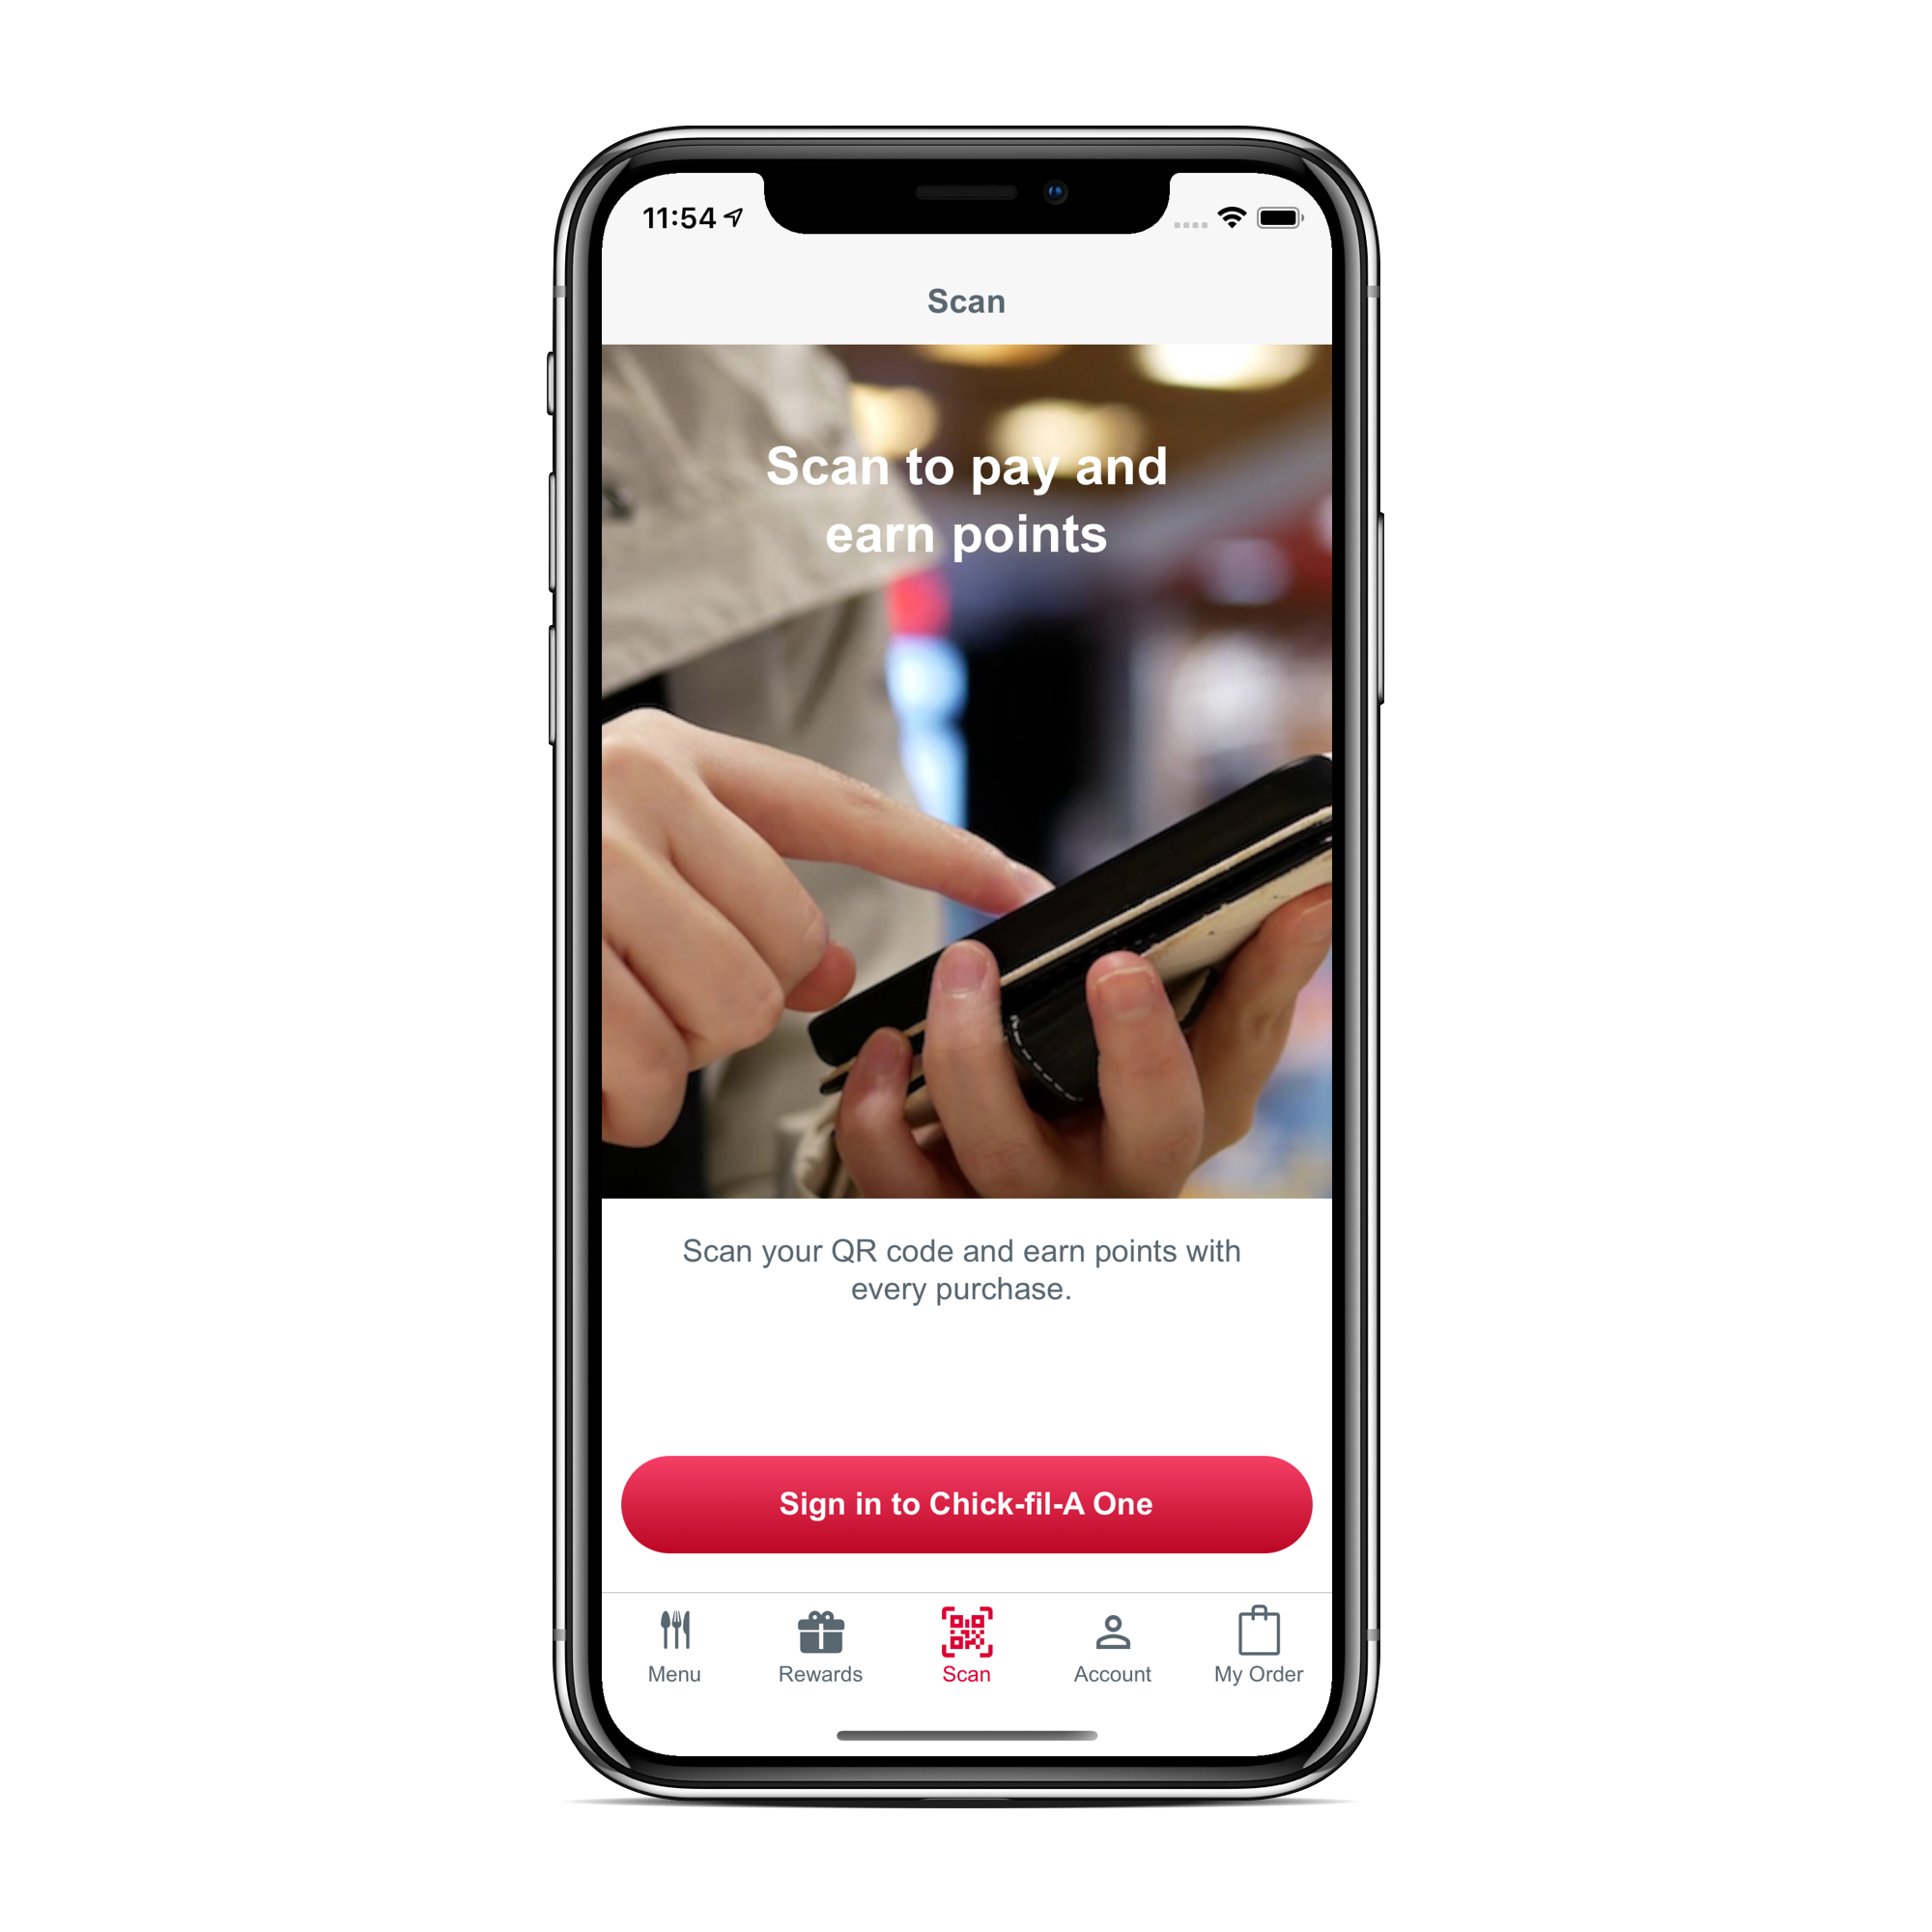 11:54
Scan
Scan to pay and
earn points
Scan your QR code and earn points with
every purchase.
Sign in to Chick-fil-A One
Menu Rewards Scan Account My Order